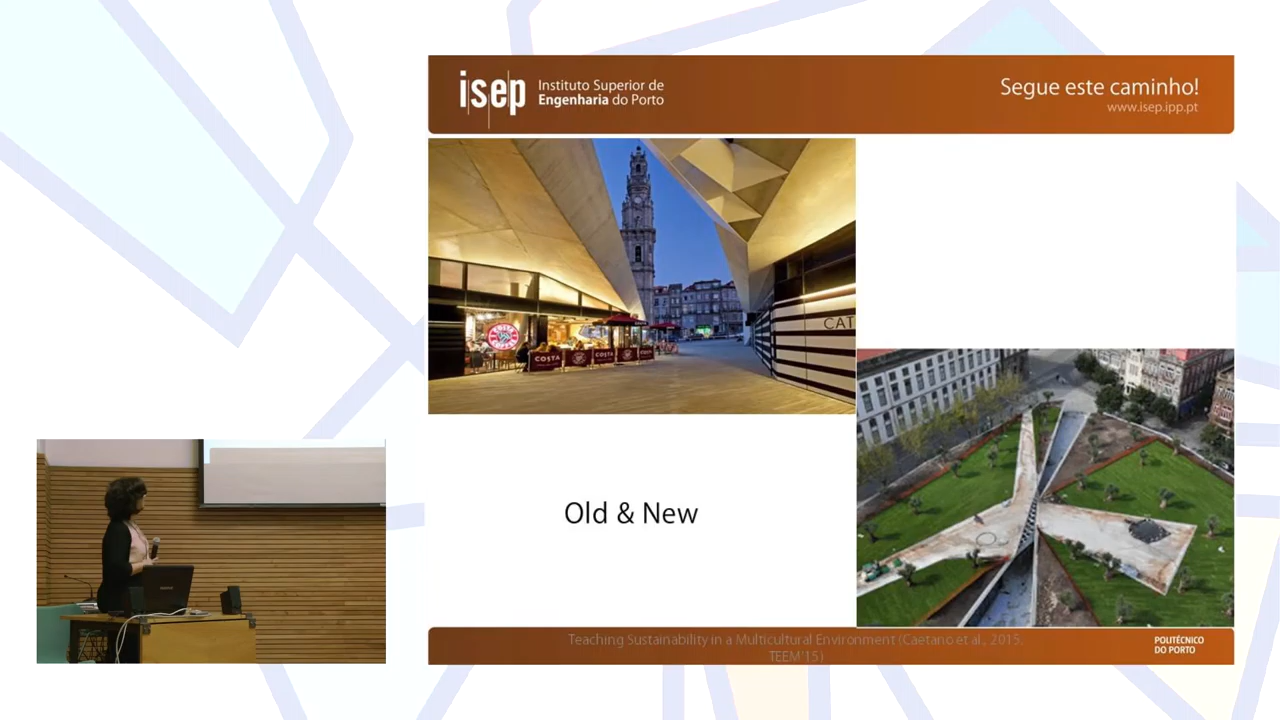 isep
Instituto Superior de
Engenharia do Porto
Segue este caminho!
www.isep.ipp.pt
COSTA
COSTA
COSTA
CAT
Old & New
Teaching Sustainability in a Multicultural Environment (Caetano et al., 2015.
TEEM'15)
POLITÉCNICO
DO PORTO